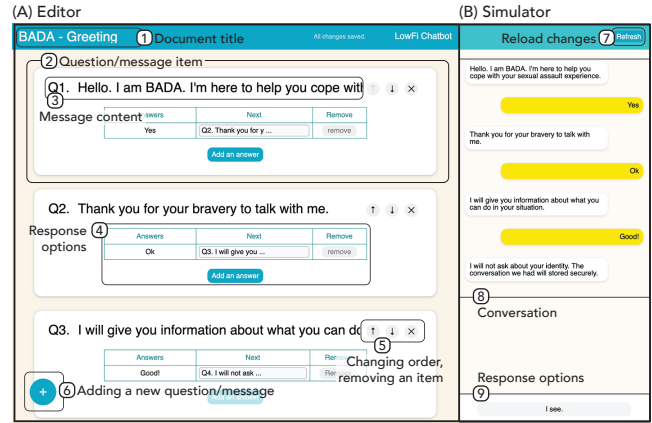 (A) Editor
(B) Simulator
BADA - Greeting
1 Document title
All changes saved.
LowFi Chatbot
Reload changes 7 Refresh
2 Question/message item
Q1. Hello. I am BADA. I'm here to help you cope with ↑ ↓ ×
3
Message content
swers Next Remove
Yes Q2. Thank you for y ... remove
Add an answer
Q2. Thank you for your bravery to talk with me. ↑ ↓ ×
Response 4
options
Answers Next Remove
Ok Q3. I will give you ... remove
Add an answer
Q3. I will give you information about what you can do ↑ ↓ ×
5
Changing order,
removing an item
Answers Next Remove
Good! Q4. I will not ask ... Remove
+ 6 Adding a new question/message
Add an answer
Hello. I am BADA. I'm here to help you
cope with your sexual assault experience.
Yes
Thank you for your bravery to talk with
me.
Ok
I will give you information about what you
can do in your situation.
Good!
I will not ask about your identity. The
conversation we had will stored securely.
8
Conversation
Response options
9
I see.